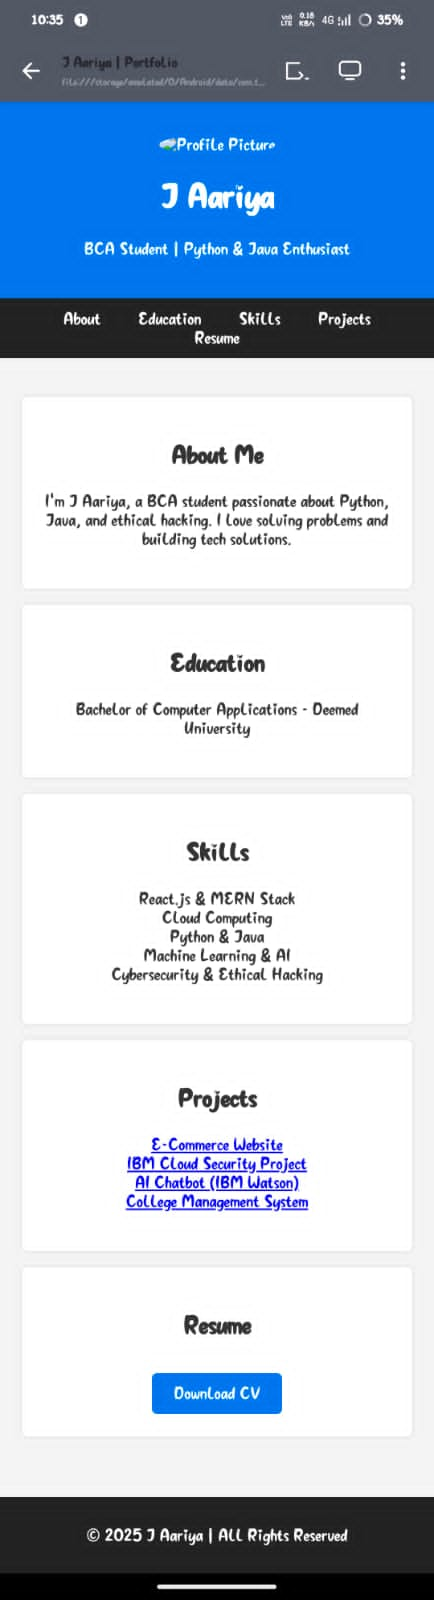 10:35 1 Vo) LTE 0.18 KB/s 4G 35%
J Aariya | Portfolio
file:///storage/emulated/0/Android/data/com.t...
Profile Picture
J Aariya
BCA Student | Python & Java Enthusiast
About Education Skills Projects
Resume
About Me
I'm J Aariya, a BCA student passionate about Python,
Java, and ethical hacking. I love solving problems and
building tech solutions.
Education
Bachelor of Computer Applications - Deemed
University
Skills
React.js & MERN Stack
Cloud Computing
Python & Java
Machine Learning & AI
Cybersecurity & Ethical Hacking
Projects
E-Commerce Website
IBM Cloud Security Project
AI Chatbot (IBM Watson)
College Management System
Resume
Download CV
© 2025 J Aariya | All Rights Reserved